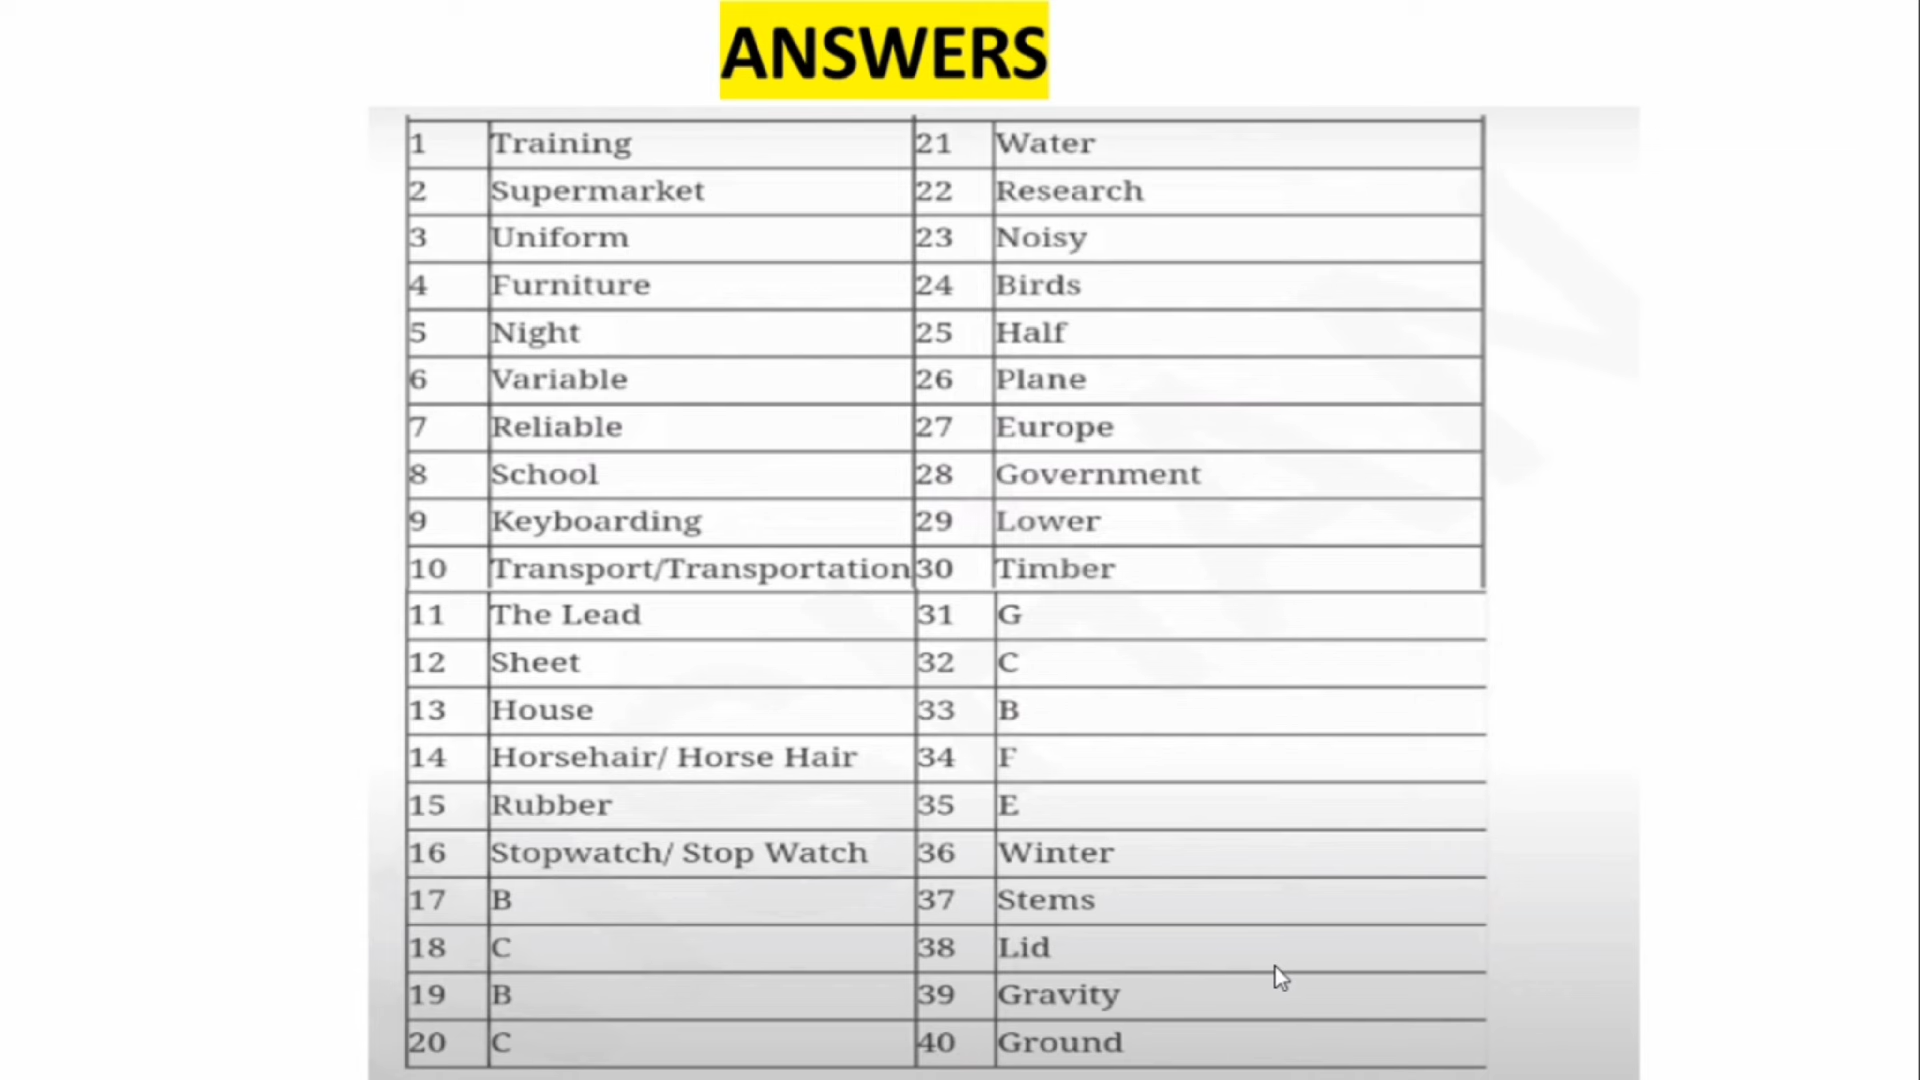 ANSWERS
1 Training 21 Water
2 Supermarket 22 Research
3 Uniform 23 Noisy
4 Furniture 24 Birds
5 Night 25 Half
6 Variable 26 Plane
7 Reliable 27 Europe
8 School 28 Government
9 Keyboarding 29 Lower
10 Transport/Transportation 30 Timber
11 The Lead 31 G
12 Sheet 32 C
13 House 33 B
14 Horsehair/ Horse Hair 34 F
15 Rubber 35 E
16 Stopwatch/ Stop Watch 36 Winter
17 B 37 Stems
18 C 38 Lid
19 B 39 Gravity
20 C 40 Ground